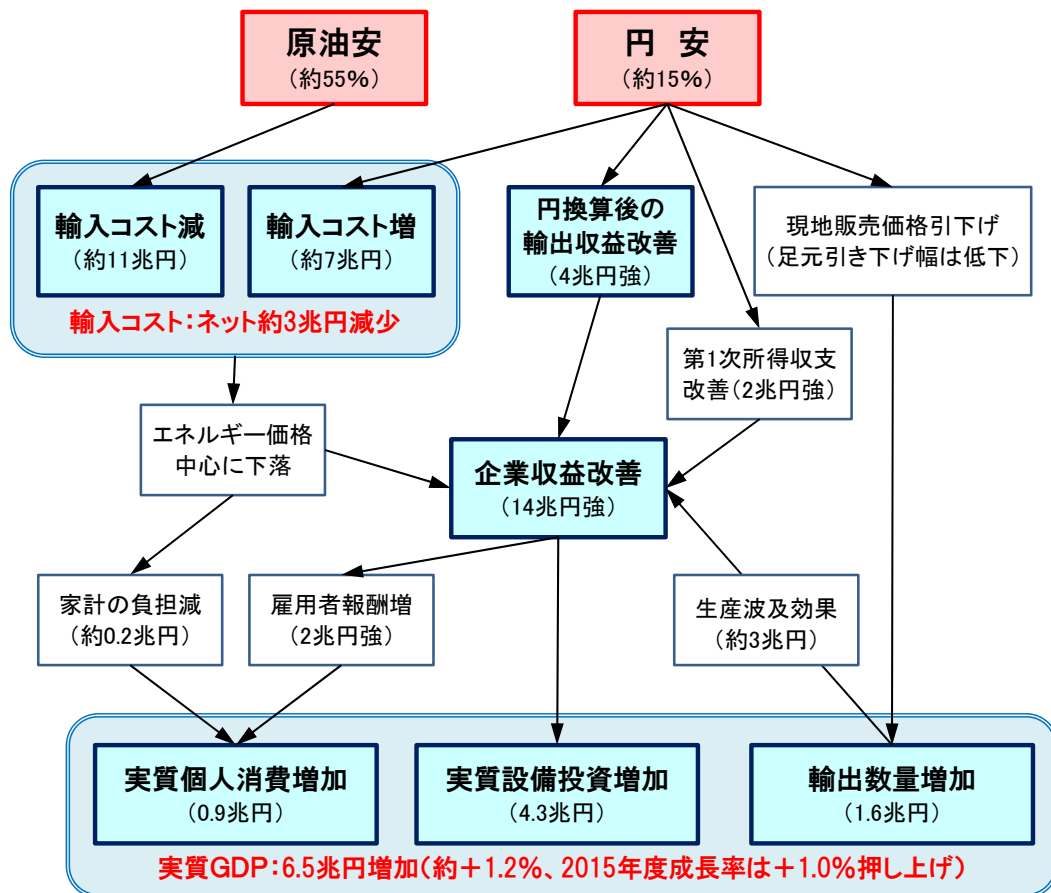 原油安
（約55%）
円　安
（約15%）
輸入コスト減
（約11兆円）
輸入コスト増
（約7兆円）
輸入コスト：ネット約3兆円減少
円換算後の
輸出収益改善
（4兆円強）
現地販売価格引下げ
（足元引き下げ幅は低下）
第1次所得収支
改善（2兆円強）
エネルギー価格
中心に下落
企業収益改善
（14兆円強）
家計の負担減
（約0.2兆円）
雇用者報酬増
（2兆円強）
生産波及効果
（約3兆円）
実質個人消費増加
（0.9兆円）
実質設備投資増加
（4.3兆円）
輸出数量増加
（1.6兆円）
実質GDP：6.5兆円増加（約＋1.2%、2015年度成長率は＋1.0%押し上げ）